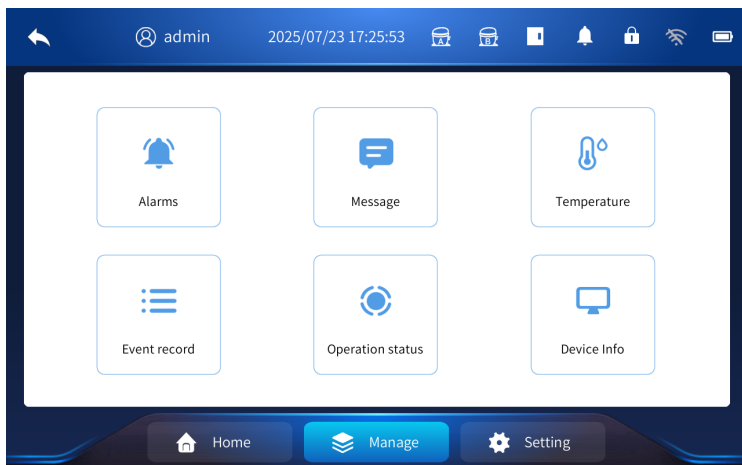 admin 2025/07/23 17:25:53 A B
Alarms Message Temperature
Event record Operation status Device Info
Home Manage Setting